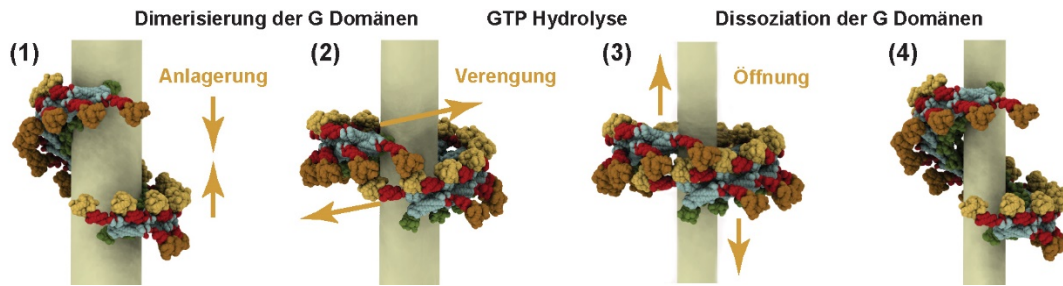 Dimerisierung der G Domänen GTP Hydrolyse Dissoziation der G Domänen
(1) (2) (3) (4)
Anlagerung Verengung Öffnung